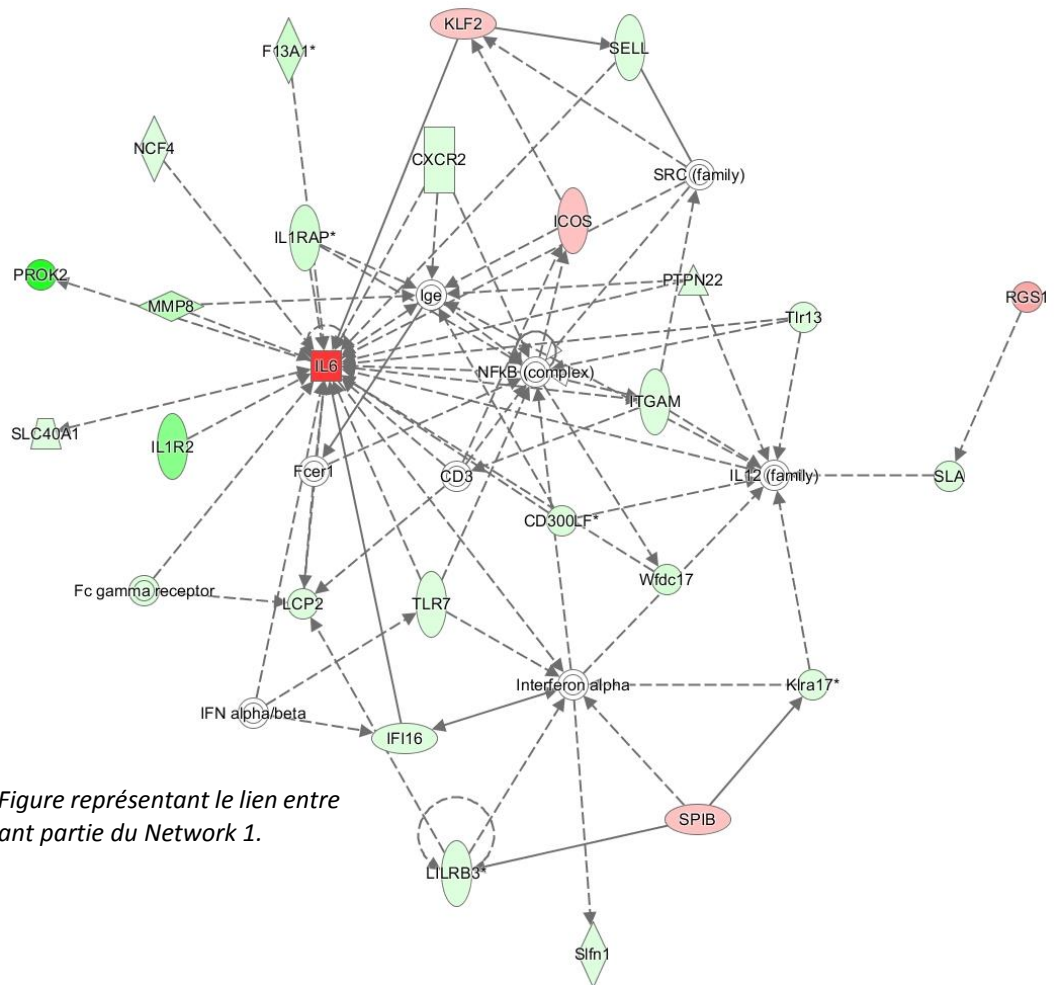 KLF2
F13A1*
SELL
NCF4
CXCR2
SRC (family)
ICOS
IL1RAP*
PROK2
MMP8
Ige
PTPN22
RGS1
Tlr13
IL6
NFkB (complex)
ITGAM
SLC40A1
IL1R2
Fcer1
CD3
IL12 (family)
SLA
CD300LF*
Fc gamma receptor
LCP2
TLR7
Wfdc17
Interferon alpha
Klra17*
IFN alpha/beta
IFI16
Figure représentant le lien entre
ant partie du Network 1.
SPIB
LILRB3*
Slfn1